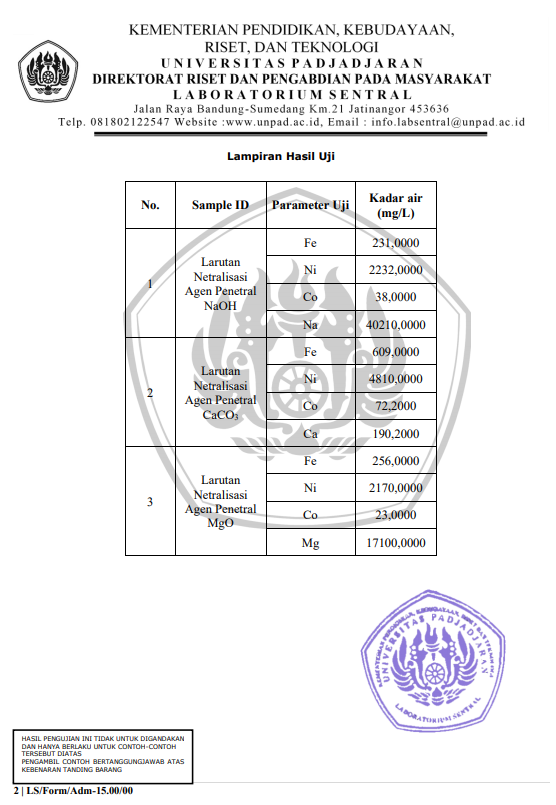 KEMENTERIAN PENDIDIKAN, KEBUDAYAAN,
RISET, DAN TEKNOLOGI
UNIVERSITAS PADJADJARAN
DIREKTORAT RISET DAN PENGABDIAN PADA MASYARAKAT
LABORATORIUM SENTRAL
Jalan Raya Bandung-Sumedang Km.21 Jatinangor 453636
Telp. 081802122547 Website :www.unpad.ac.id, Email : info.labsentral@unpad.ac.id
Lampiran Hasil Uji
No. Sample ID Parameter Uji Kadar air
(mg/L)
1
Larutan
Netralisasi
Agen Penetral
NaOH
Fe 231,0000
Ni 2232,0000
Co 38,0000
Na 40210,0000
2
Larutan
Netralisasi
Agen Penetral
CaCO₃
Fe 609,0000
Ni 4810,0000
Co 72,2000
Ca 190,2000
3
Larutan
Netralisasi
Agen Penetral
MgO
Fe 256,0000
Ni 2170,0000
Co 23,0000
Mg 17100,0000
UNIVERSITAS PADJADJARAN
LABORATORIUM SENTRAL
HASIL PENGUJIAN INI TIDAK UNTUK DIGANDAKAN
DAN HANYA BERLAKU UNTUK CONTOH-CONTOH
TERSEBUT DIATAS
PENGAMBIL CONTOH BERTANGGUNGJAWAB ATAS
KEBENARAN TANDING BARANG
2 | LS/Form/Adm-15.00/00